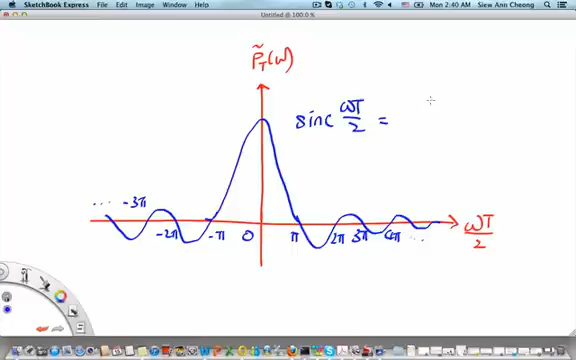 SketchBook Express File Edit Image Window Help Mon 2:40 AM Siew Ann Cheong
Untitled @ 100.0 %
P̃_T(ω)
sinc ωT/2 =
... -3π
-2π -π 0 π 2π 3π 4π ...
ωT/2